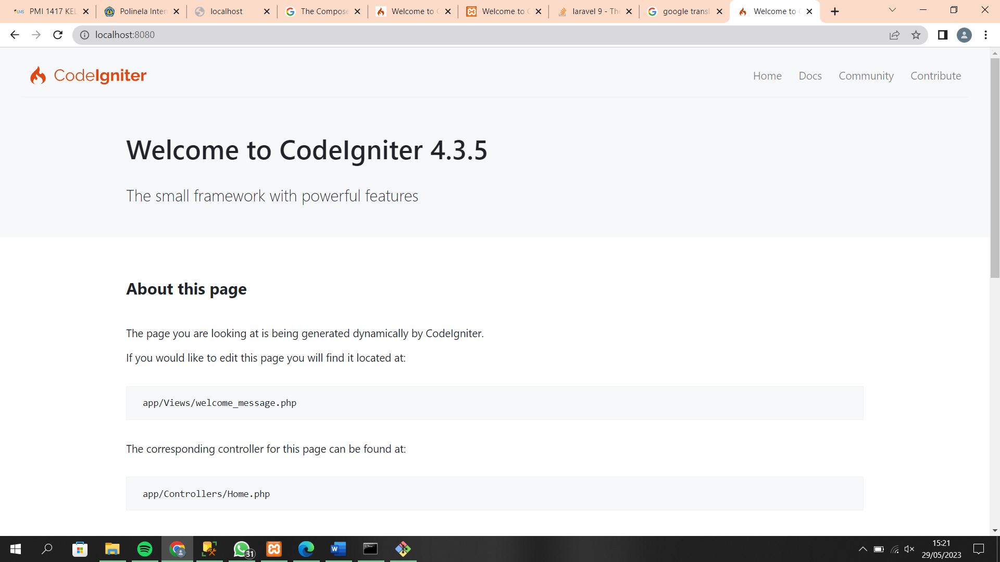 LMS PMI 1417 KEL
Polinela Inter
localhost
The Compose
Welcome to C
Welcome to C
laravel 9 - The
google transl
Welcome to C
localhost:8080
CodeIgniter
Home Docs Community Contribute
Welcome to CodeIgniter 4.3.5
The small framework with powerful features
About this page
The page you are looking at is being generated dynamically by CodeIgniter.
If you would like to edit this page you will find it located at:
app/Views/welcome_message.php
The corresponding controller for this page can be found at:
app/Controllers/Home.php
31
W
15:21
29/05/2023